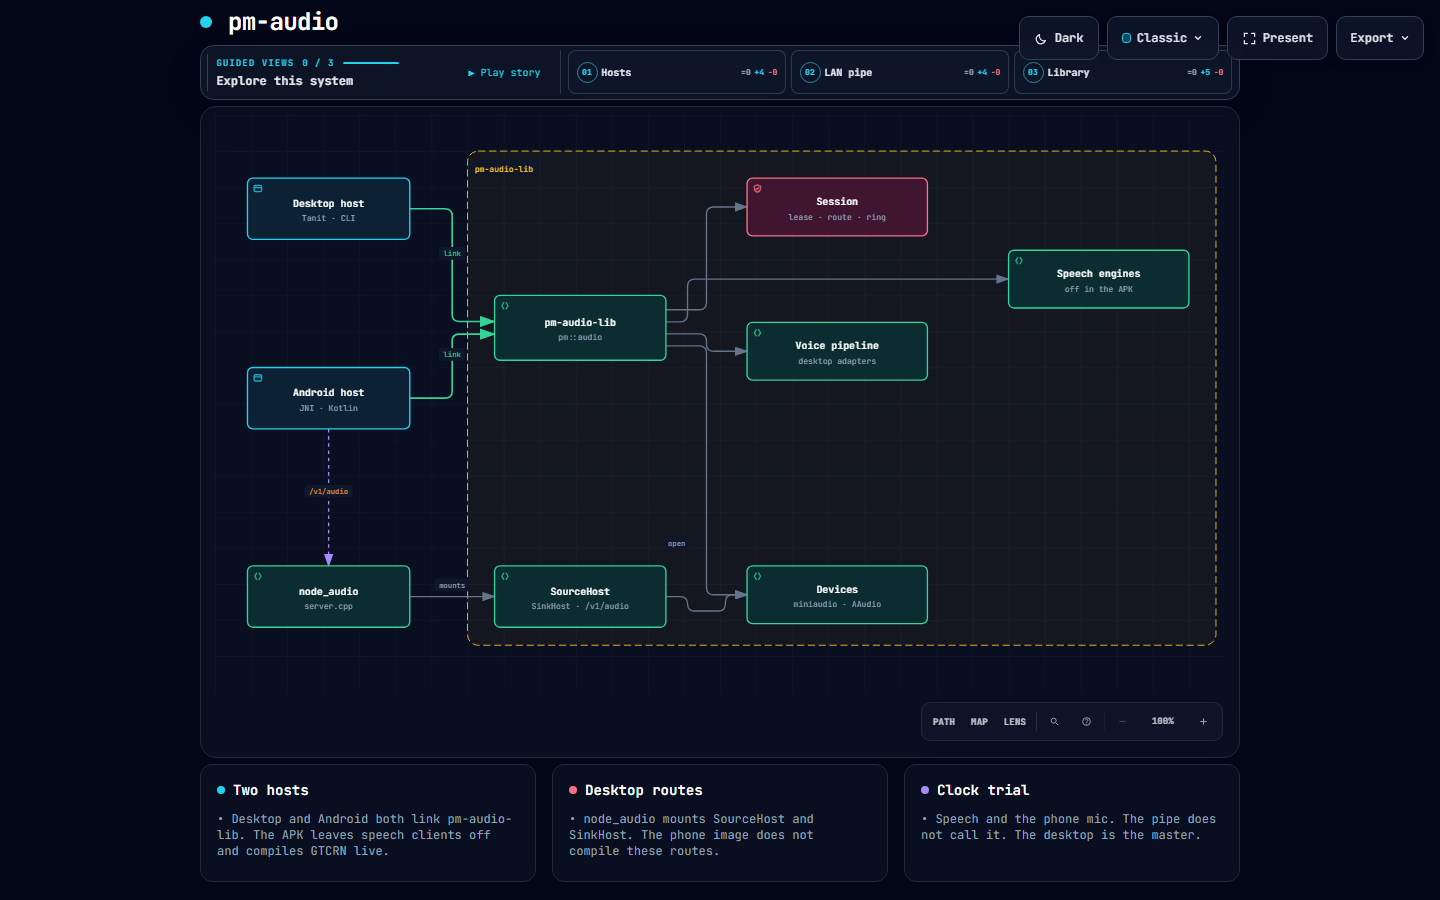 pm-audio
Dark
Classic
Present
Export
GUIDED VIEWS 0 / 3
Explore this system
▶ Play story
01 Hosts =0 +4 -0
02 LAN pipe =0 +4 -0
03 Library =0 +5 -0
pm-audio-lib
Desktop host
Tanit · CLI
Session
lease · route · ring
link
Speech engines
off in the APK
pm-audio-lib
pm::audio
Voice pipeline
desktop adapters
link
Android host
JNI · Kotlin
/v1/audio
open
mounts
node_audio
server.cpp
SourceHost
SinkHost · /v1/audio
Devices
miniaudio · AAudio
PATH MAP LENS 100%
Two hosts
• Desktop and Android both link pm-audio-
lib. The APK leaves speech clients off
and compiles GTCRN live.
Desktop routes
• node_audio mounts SourceHost and
SinkHost. The phone image does not
compile these routes.
Clock trial
• Speech and the phone mic. The pipe does
not call it. The desktop is the master.